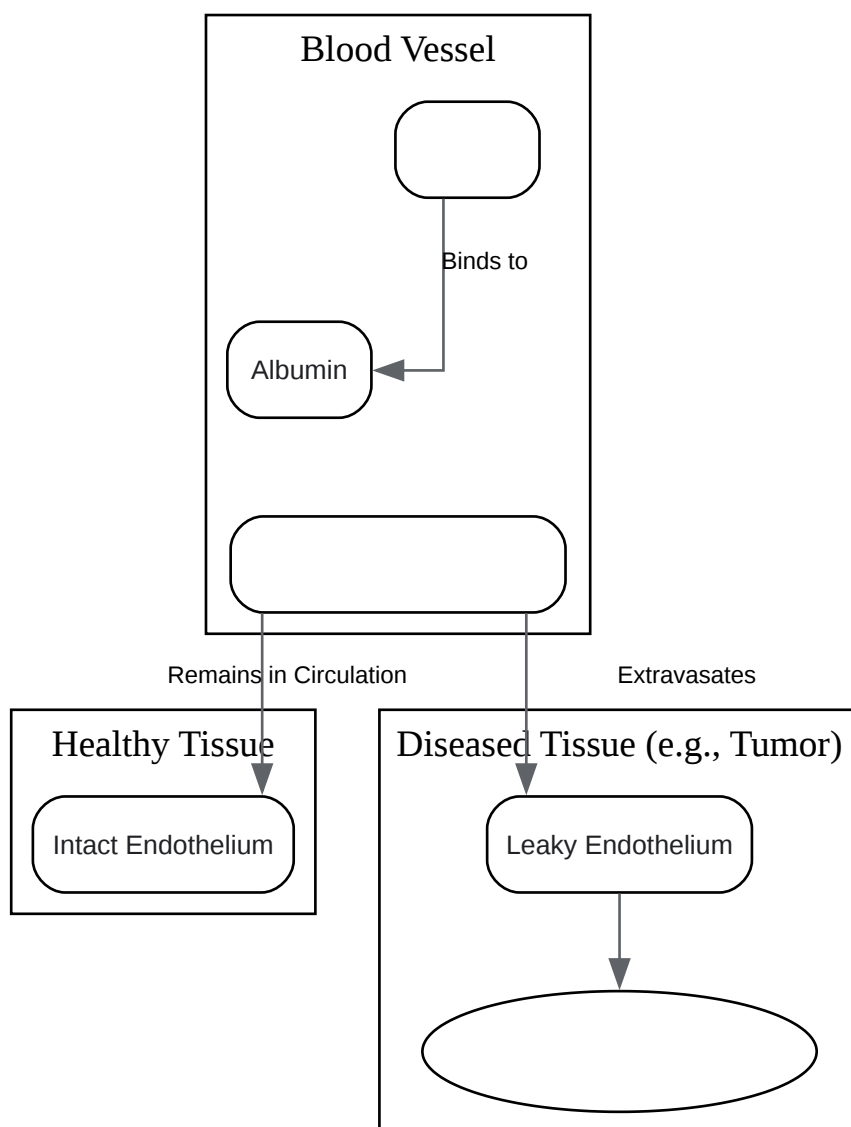 Blood Vessel
Binds to
Albumin
Remains in Circulation
Extravasates
Healthy Tissue
Diseased Tissue (e.g., Tumor)
Intact Endothelium
Leaky Endothelium